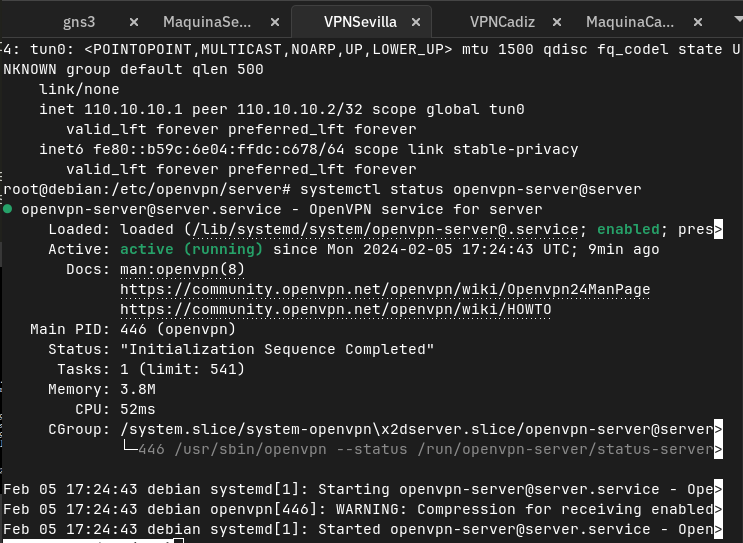 gns3 × MaquinaSe... × VPNSevilla × VPNCadiz × MaquinaCa... ×
4: tun0: <POINTOPOINT,MULTICAST,NOARP,UP,LOWER_UP> mtu 1500 qdisc fq_codel state U
NKNOWN group default qlen 500
link/none
inet 110.10.10.1 peer 110.10.10.2/32 scope global tun0
valid_lft forever preferred_lft forever
inet6 fe80::b59c:6e04:ffdc:c678/64 scope link stable-privacy
valid_lft forever preferred_lft forever
root@debian:/etc/openvpn/server# systemctl status openvpn-server@server
● openvpn-server@server.service - OpenVPN service for server
Loaded: loaded (/lib/systemd/system/openvpn-server@.service; enabled; pres>
Active: active (running) since Mon 2024-02-05 17:24:43 UTC; 9min ago
Docs: man:openvpn(8)
https://community.openvpn.net/openvpn/wiki/Openvpn24ManPage
https://community.openvpn.net/openvpn/wiki/HOWTO
Main PID: 446 (openvpn)
Status: "Initialization Sequence Completed"
Tasks: 1 (limit: 541)
Memory: 3.8M
CPU: 52ms
CGroup: /system.slice/system-openvpn\x2dserver.slice/openvpn-server@server>
└─446 /usr/sbin/openvpn --status /run/openvpn-server/status-server>
Feb 05 17:24:43 debian systemd[1]: Starting openvpn-server@server.service - Ope>
Feb 05 17:24:43 debian openvpn[446]: WARNING: Compression for receiving enabled>
Feb 05 17:24:43 debian systemd[1]: Started openvpn-server@server.service - Open>